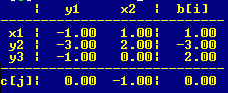 ¦ y1 ¦ x2 ¦ b[i]
x1 ¦ -1.00 1.00¦ 1.00
y2 ¦ -3.00 2.00¦ -3.00
y3 ¦ -1.00 0.00¦ 2.00
c[j]¦ 0.00 -1.00¦ 0.00